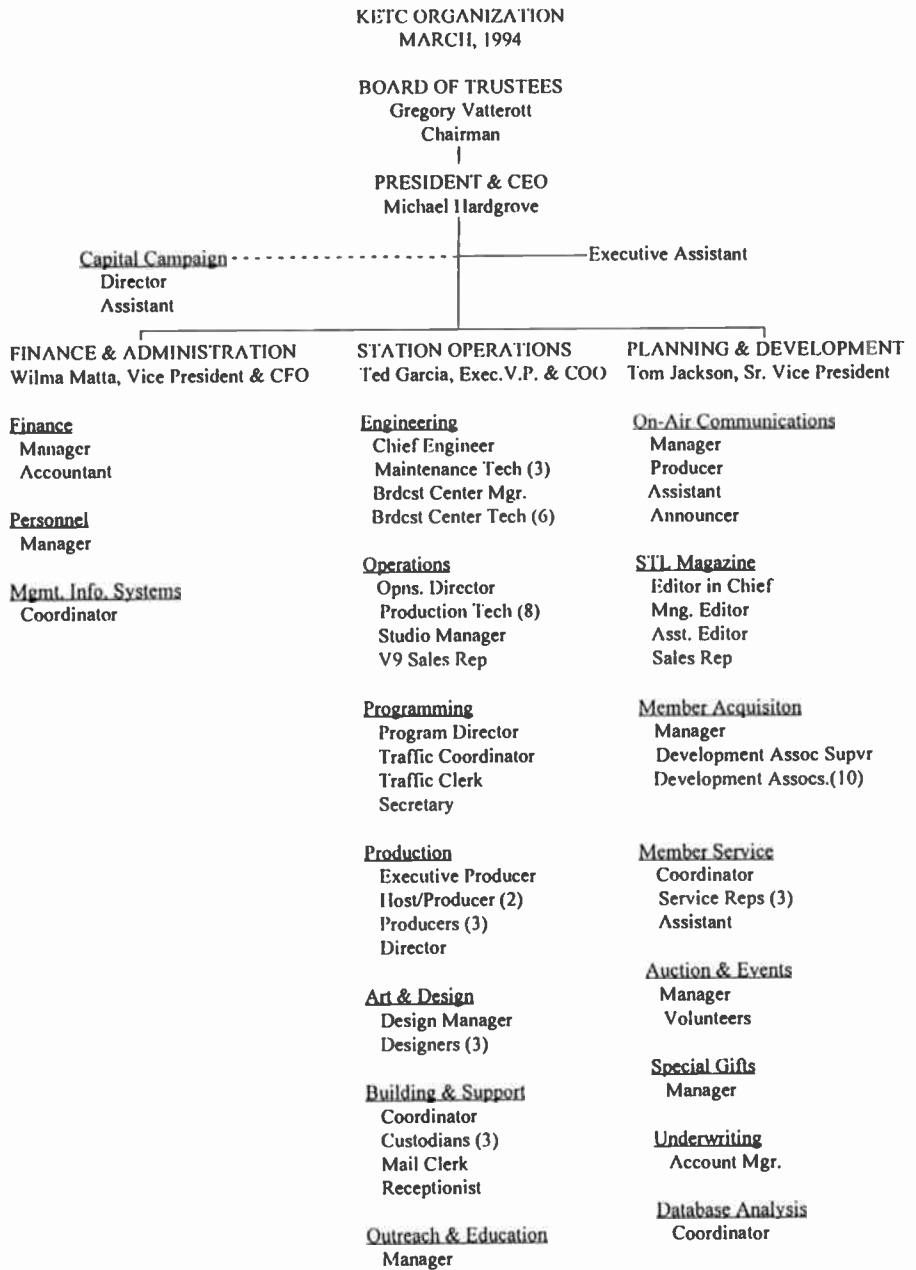 KETC ORGANIZATION
MARCH, 1994
BOARD OF TRUSTEES
Gregory Vatterott
Chairman
PRESIDENT & CEO
Michael Hardgrove
Capital Campaign
Director
Assistant
Executive Assistant
FINANCE & ADMINISTRATION
Wilma Matta, Vice President & CFO
Finance
Manager
Accountant
Personnel
Manager
Mgmt. Info. Systems
Coordinator
STATION OPERATIONS
Ted Garcia, Exec.V.P. & COO
Engineering
Chief Engineer
Maintenance Tech (3)
Brdcst Center Mgr.
Brdcst Center Tech (6)
Operations
Opns. Director
Production Tech (8)
Studio Manager
V9 Sales Rep
Programming
Program Director
Traffic Coordinator
Traffic Clerk
Secretary
Production
Executive Producer
Host/Producer (2)
Producers (3)
Director
Art & Design
Design Manager
Designers (3)
Building & Support
Coordinator
Custodians (3)
Mail Clerk
Receptionist
Outreach & Education
Manager
PLANNING & DEVELOPMENT
Tom Jackson, Sr. Vice President
On-Air Communications
Manager
Producer
Assistant
Announcer
STL Magazine
Editor in Chief
Mng. Editor
Asst. Editor
Sales Rep
Member Acquisiton
Manager
Development Assoc Supvr
Development Assocs.(10)
Member Service
Coordinator
Service Reps (3)
Assistant
Auction & Events
Manager
Volunteers
Special Gifts
Manager
Underwriting
Account Mgr.
Database Analysis
Coordinator